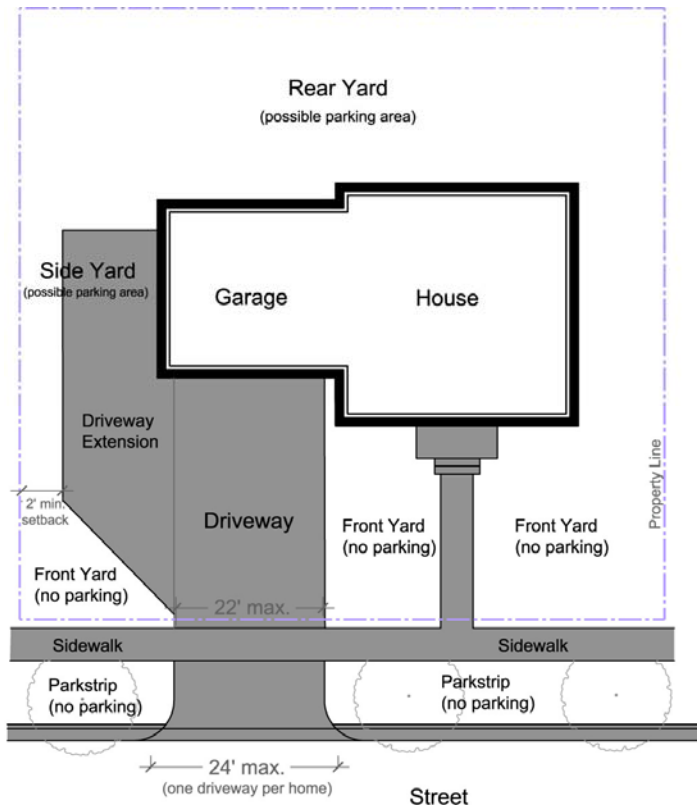 Rear Yard
(possible parking area)
Side Yard
(possible parking area)
Garage
House
Driveway
Extension
Property Line
2' min.
setback
Driveway
Front Yard
(no parking)
Front Yard
(no parking)
Front Yard
(no parking)
22' max.
Sidewalk
Sidewalk
Parkstrip
(no parking)
Parkstrip
(no parking)
24' max.
(one driveway per home)
Street